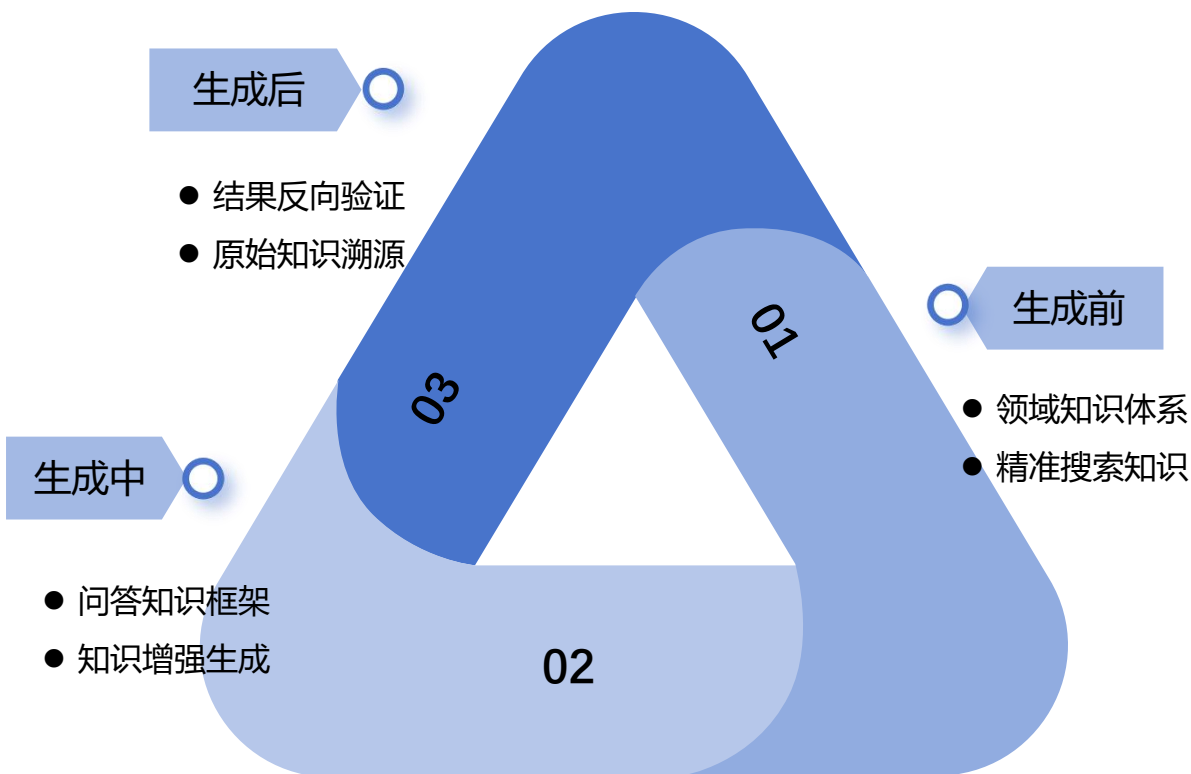 生成后
● 结果反向验证
● 原始知识溯源
01
生成前
● 领域知识体系
● 精准搜索知识
03
生成中
● 问答知识框架
● 知识增强生成
02